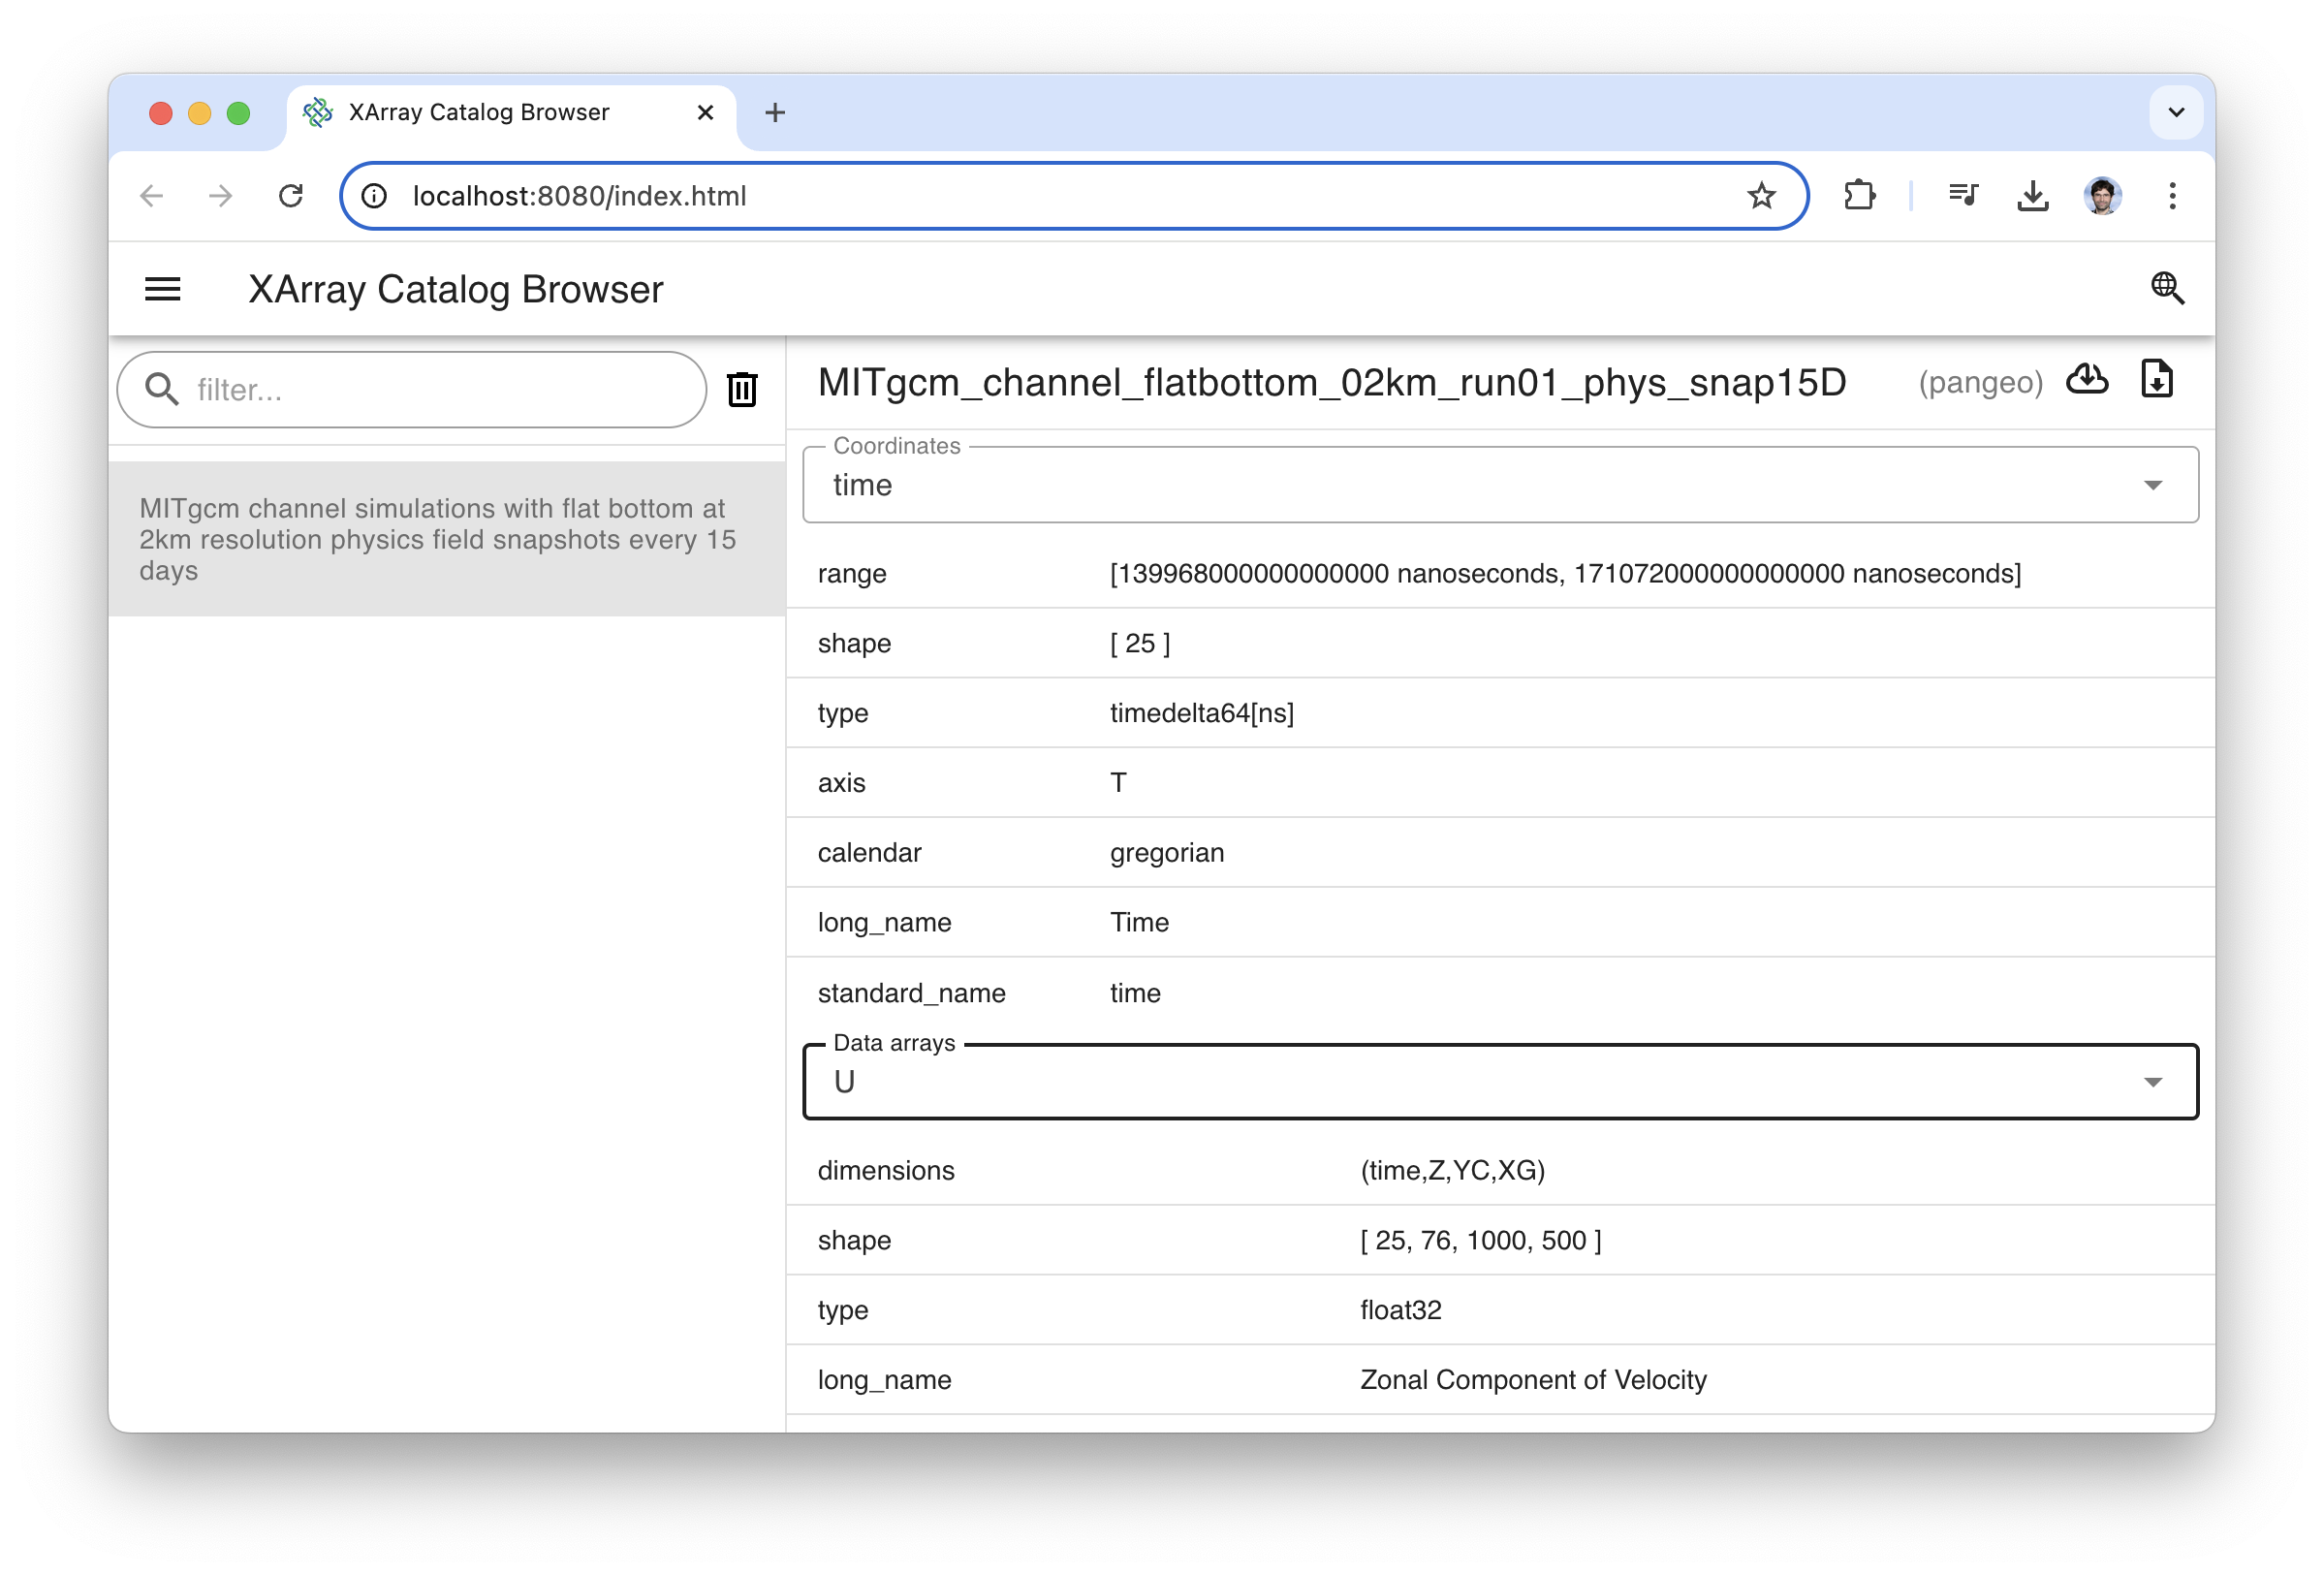 XArray Catalog Browser
localhost:8080/index.html
XArray Catalog Browser
filter...
MITgcm channel simulations with flat bottom at
2km resolution physics field snapshots every 15
days
MITgcm_channel_flatbottom_02km_run01_phys_snap15D (pangeo)
Coordinates
time
range [139968000000000000 nanoseconds, 171072000000000000 nanoseconds]
shape [ 25 ]
type timedelta64[ns]
axis T
calendar gregorian
long_name Time
standard_name time
Data arrays
U
dimensions (time,Z,YC,XG)
shape [ 25, 76, 1000, 500 ]
type float32
long_name Zonal Component of Velocity